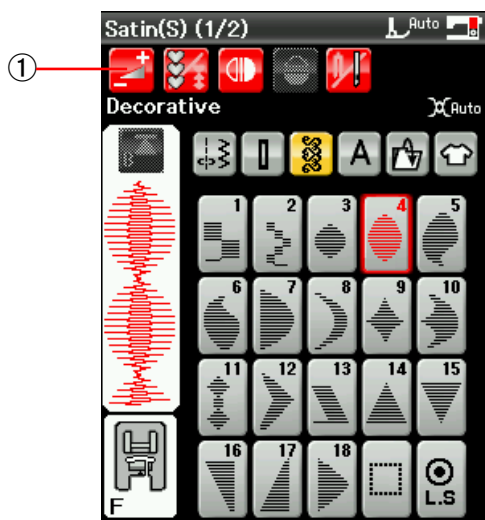 Satin(S) (1/2)
Auto
①
Decorative
Auto
B
A
1 2 3 4 5
6 7 8 9 10
11 12 13 14 15
16 17 18
L.S
F